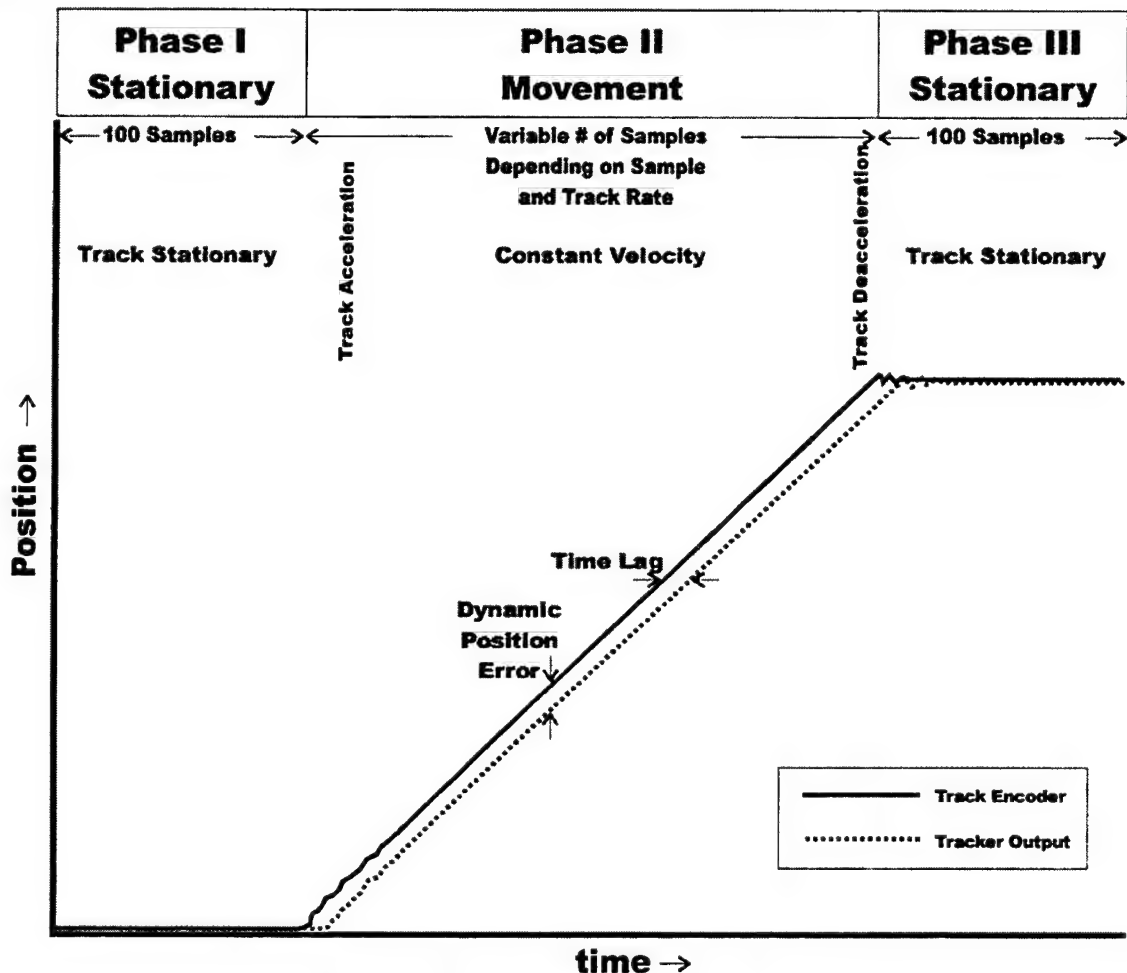 Phase I
Stationary
Phase II
Movement
Phase III
Stationary
100 Samples
Variable # of Samples
Depending on Sample
and Track Rate
100 Samples
Track Stationary
Track Acceleration
Constant Velocity
Track Deacceleration
Track Stationary
Position →
Time Lag
Dynamic
Position
Error
Track Encoder
Tracker Output
time →